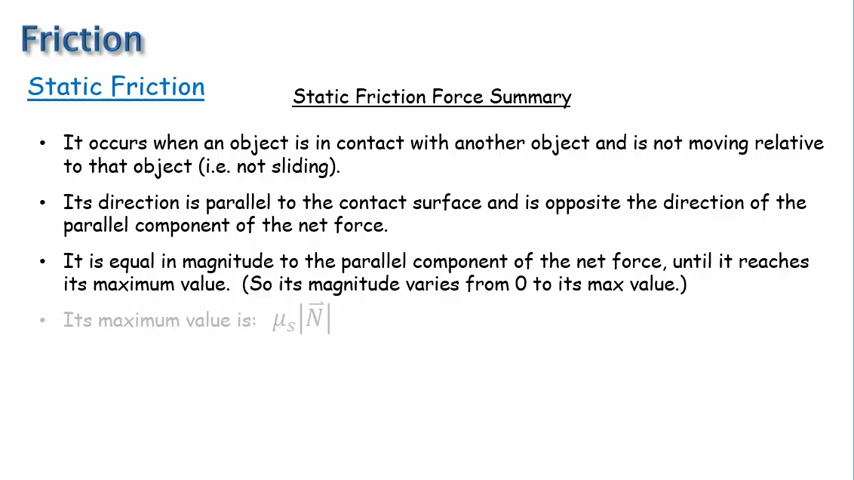 Friction
Static Friction
Static Friction Force Summary
• It occurs when an object is in contact with another object and is not moving relative
to that object (i.e. not sliding).
• Its direction is parallel to the contact surface and is opposite the direction of the
parallel component of the net force.
• It is equal in magnitude to the parallel component of the net force, until it reaches
its maximum value. (So its magnitude varies from 0 to its max value.)
• Its maximum value is: μₛ|N⃗|